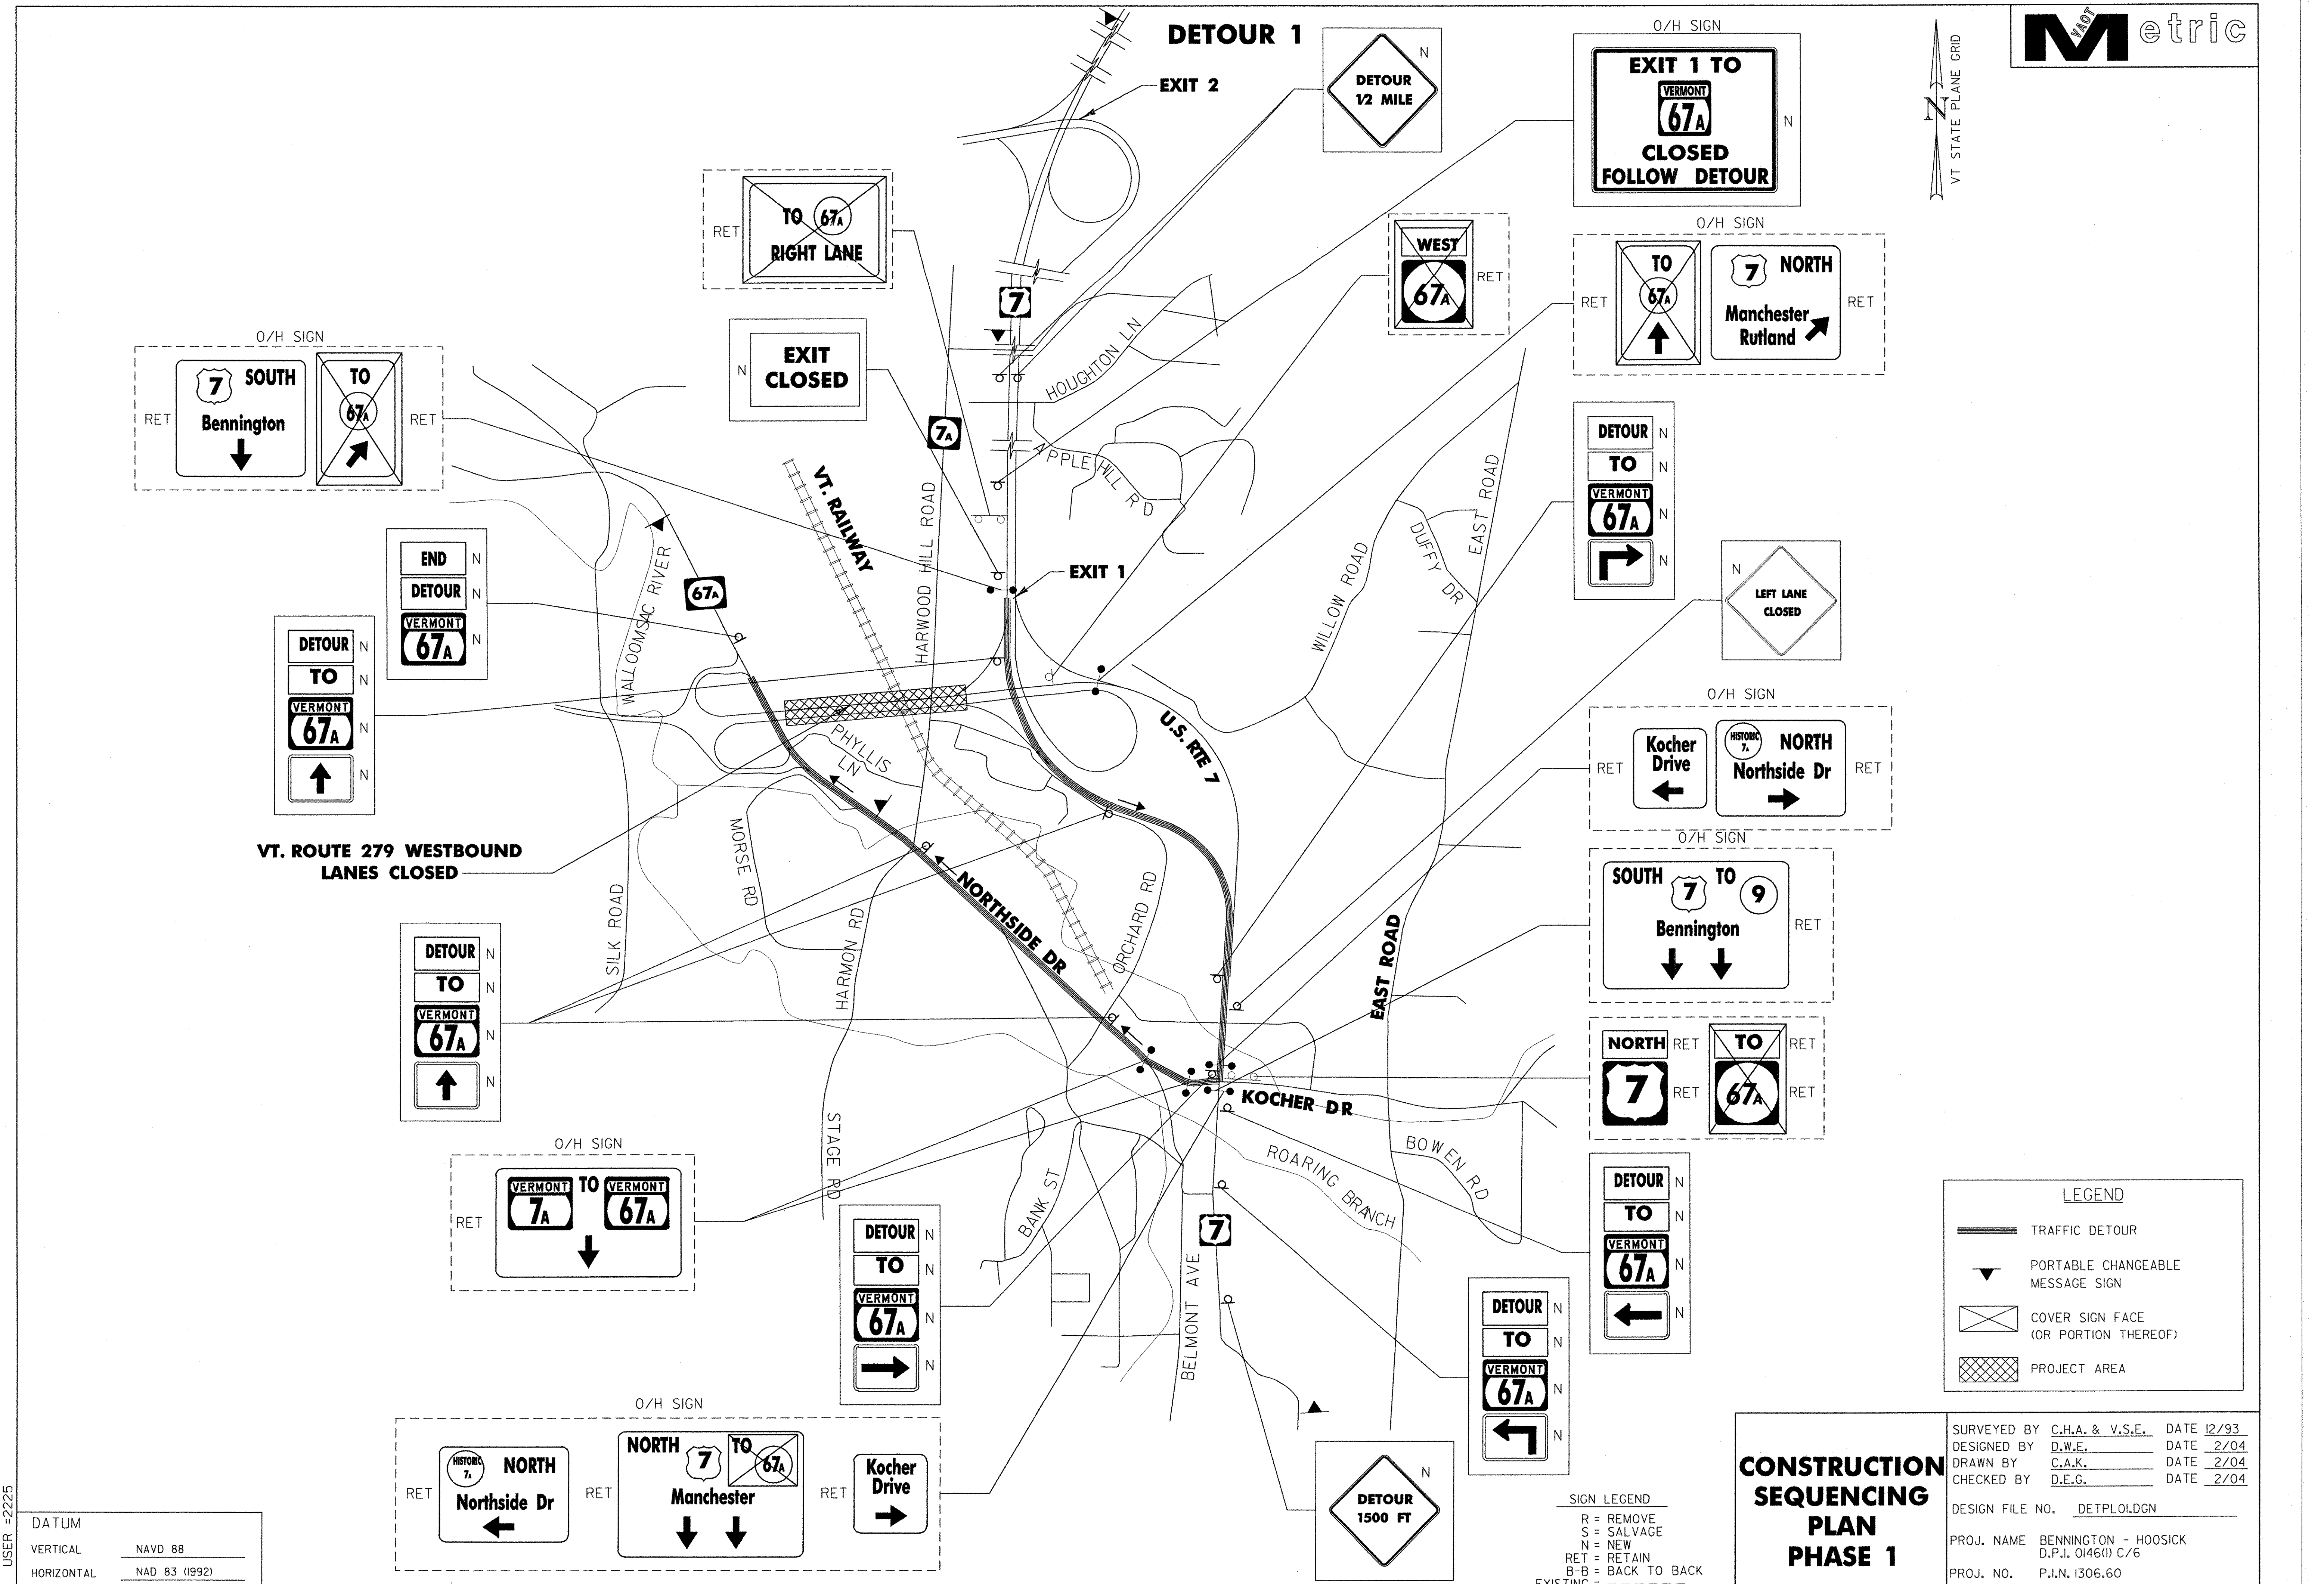 DETOUR 1
EXIT 2
DETOUR
1/2 MILE
N
O/H SIGN
EXIT 1 TO
VERMONT
67A
CLOSED
FOLLOW DETOUR
N
N
VT STATE PLANE GRID
VAOT
Metric
RET
TO 67A
RIGHT LANE
N
EXIT
CLOSED
7
7A
WEST
67A
RET
O/H SIGN
RET
TO
67A
7 NORTH
Manchester
Rutland
RET
O/H SIGN
RET
7 SOUTH
Bennington
TO
67A
RET
DETOUR N
TO N
VERMONT
67A N
N
END N
DETOUR N
VERMONT
67A N
DETOUR N
TO N
VERMONT
67A N
N
N
LEFT LANE
CLOSED
HOUGHTON LN
APPLE HILL RD
VT. RAILWAY
HARWOOD HILL ROAD
WALLOOMSAC RIVER
67A
EXIT 1
WILLOW ROAD
DUFFY DR
EAST ROAD
U.S. RTE 7
PHYLLIS
LN
MORSE RD
VT. ROUTE 279 WESTBOUND
LANES CLOSED
SILK ROAD
HARMON RD
NORTHSIDE DR
ORCHARD RD
EAST ROAD
O/H SIGN
RET
Kocher
Drive
HISTORIC
7A
NORTH
Northside Dr
RET
O/H SIGN
SOUTH 7 TO 9
Bennington
RET
NORTH RET
7 RET
TO RET
67A RET
DETOUR N
TO N
VERMONT
67A N
N
KOCHER DR
BOWEN RD
ROARING BRANCH
STAGE RD
BANK ST
BELMONT AVE
7
O/H SIGN
RET
VERMONT
7A
TO
VERMONT
67A
DETOUR N
TO N
VERMONT
67A N
N
DETOUR N
TO N
VERMONT
67A N
N
DETOUR N
TO N
VERMONT
67A N
N
O/H SIGN
RET
HISTORIC
7A
NORTH
Northside Dr
RET
NORTH 7 TO 67A
Manchester
RET
Kocher
Drive
N
DETOUR
1500 FT
LEGEND
TRAFFIC DETOUR
PORTABLE CHANGEABLE
MESSAGE SIGN
COVER SIGN FACE
(OR PORTION THEREOF)
PROJECT AREA
SIGN LEGEND
R = REMOVE
S = SALVAGE
N = NEW
RET = RETAIN
B-B = BACK TO BACK
EXISTING =
CONSTRUCTION
SEQUENCING
PLAN
PHASE 1
SURVEYED BY C.H.A. & V.S.E. DATE 12/93
DESIGNED BY D.W.E. DATE 2/04
DRAWN BY C.A.K. DATE 2/04
CHECKED BY D.E.G. DATE 2/04
DESIGN FILE NO. DETPL01.DGN
PROJ. NAME BENNINGTON - HOOSICK
D.P.I. 0146(1) C/6
PROJ. NO. P.I.N. 1306.60
USER =2225
DATUM
VERTICAL NAVD 88
HORIZONTAL NAD 83 (1992)